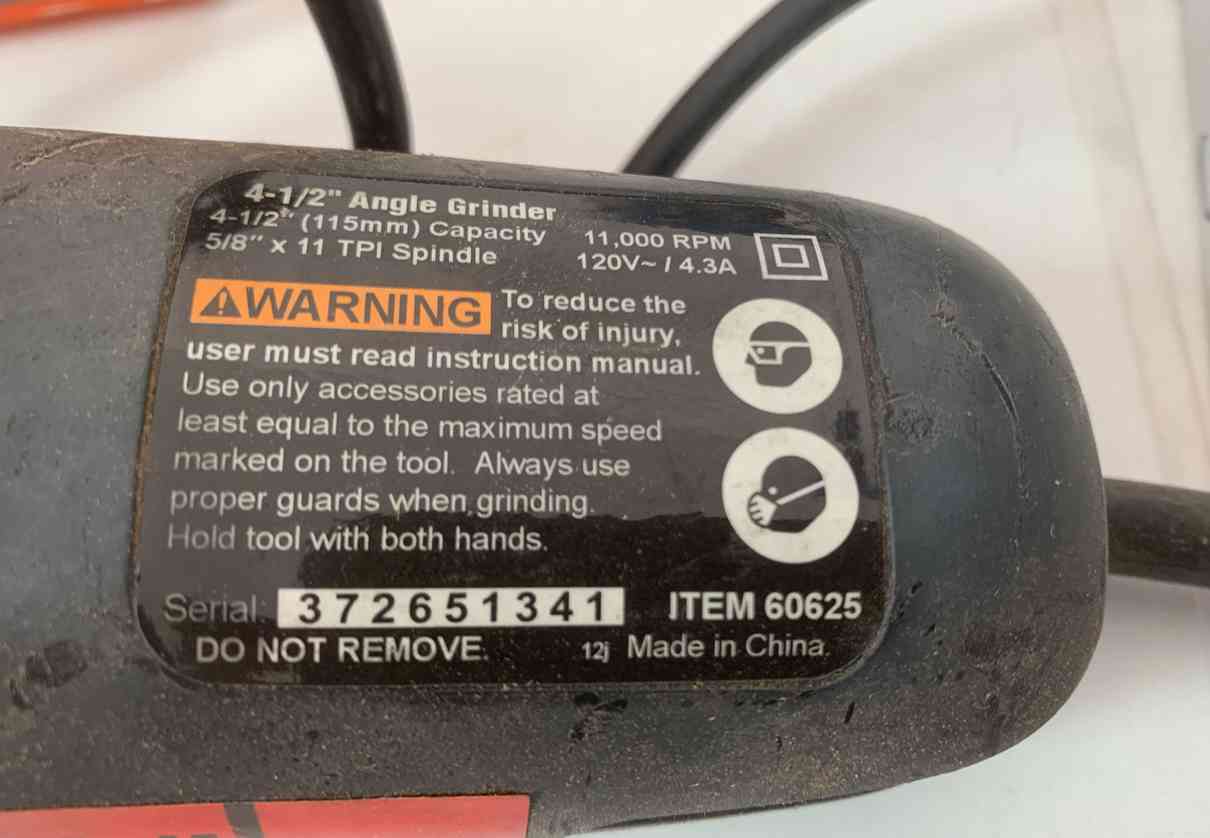 4-1/2" Angle Grinder
4-1/2" (115mm) Capacity 11,000 RPM
5/8" x 11 TPI Spindle 120V~ / 4.3A
WARNING To reduce the
risk of injury,
user must read instruction manual.
Use only accessories rated at
least equal to the maximum speed
marked on the tool. Always use
proper guards when grinding.
Hold tool with both hands.
Serial: 372651341 ITEM 60625
DO NOT REMOVE. 12j Made in China.